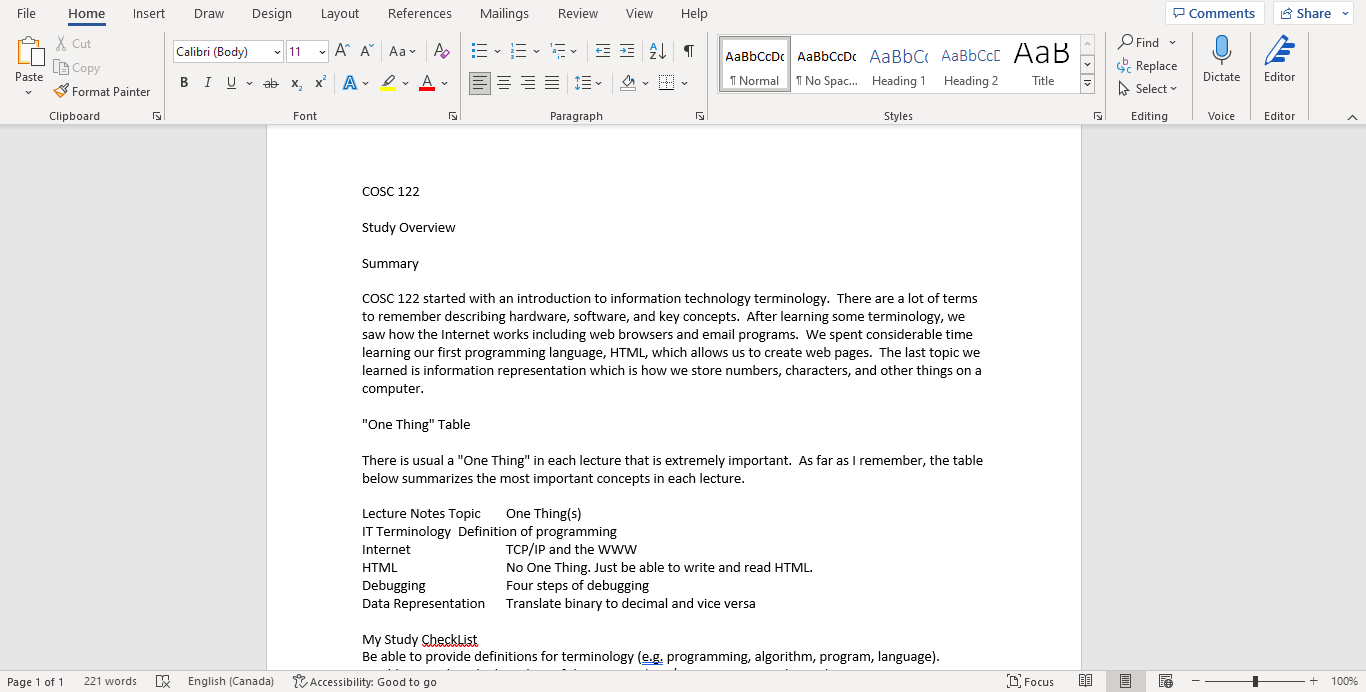 File Home Insert Draw Design Layout References Mailings Review View Help Comments Share
Paste Cut Copy Format Painter
Clipboard
Calibri (Body) 11 A A Aa A
B I U ab x2 x2 A A
Font
Paragraph
AaBbCcDc AaBbCcDc AaBbCc AaBbCcD AaB
¶ Normal ¶ No Spac... Heading 1 Heading 2 Title
Styles
Find
Replace
Select
Editing
Dictate
Voice
Editor
Editor
COSC 122
Study Overview
Summary
COSC 122 started with an introduction to information technology terminology.  There are a lot of terms
to remember describing hardware, software, and key concepts.  After learning some terminology, we
saw how the Internet works including web browsers and email programs.  We spent considerable time
learning our first programming language, HTML, which allows us to create web pages.  The last topic we
learned is information representation which is how we store numbers, characters, and other things on a
computer.
"One Thing" Table
There is usual a "One Thing" in each lecture that is extremely important.  As far as I remember, the table
below summarizes the most important concepts in each lecture.
Lecture Notes Topic One Thing(s)
IT Terminology Definition of programming
Internet TCP/IP and the WWW
HTML No One Thing. Just be able to write and read HTML.
Debugging Four steps of debugging
Data Representation Translate binary to decimal and vice versa
My Study CheckList
Be able to provide definitions for terminology (e.g. programming, algorithm, program, language).
Page 1 of 1 221 words English (Canada) Accessibility: Good to go Focus 100%